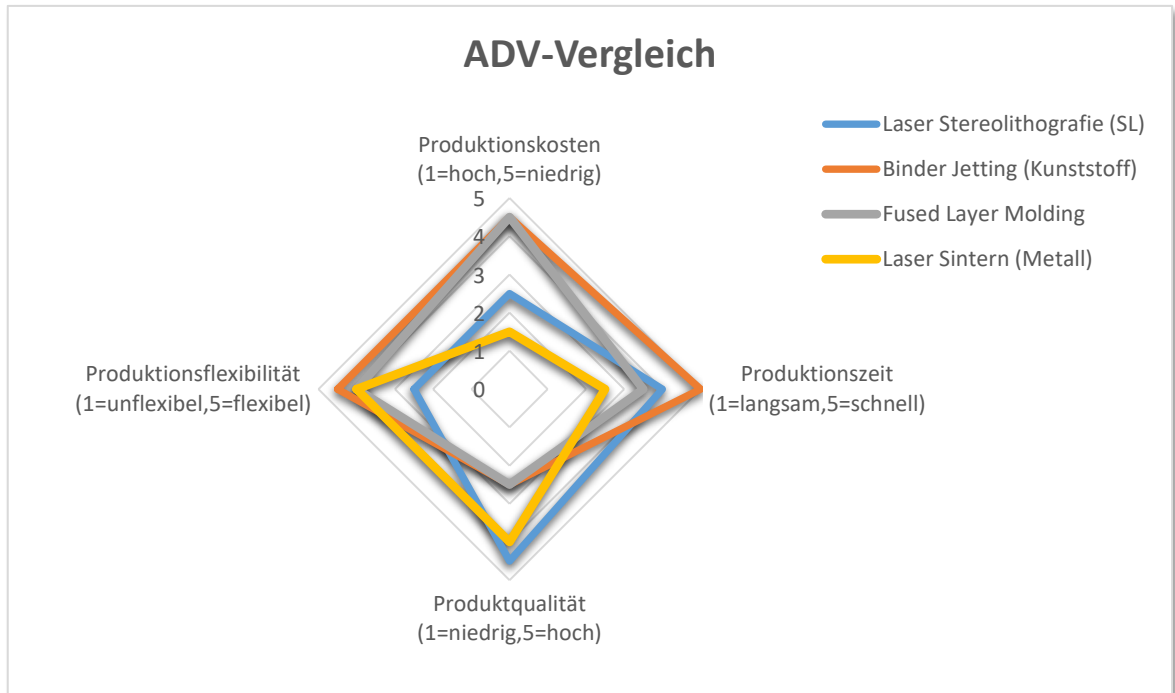 ADV-Vergleich
Laser Stereolithografie (SL)
Binder Jetting (Kunststoff)
Fused Layer Molding
Laser Sintern (Metall)
Produktionskosten
(1=hoch,5=niedrig)
5
4
3
2
1
0
Produktionsflexibilität
(1=unflexibel,5=flexibel)
Produktionszeit
(1=langsam,5=schnell)
Produktqualität
(1=niedrig,5=hoch)